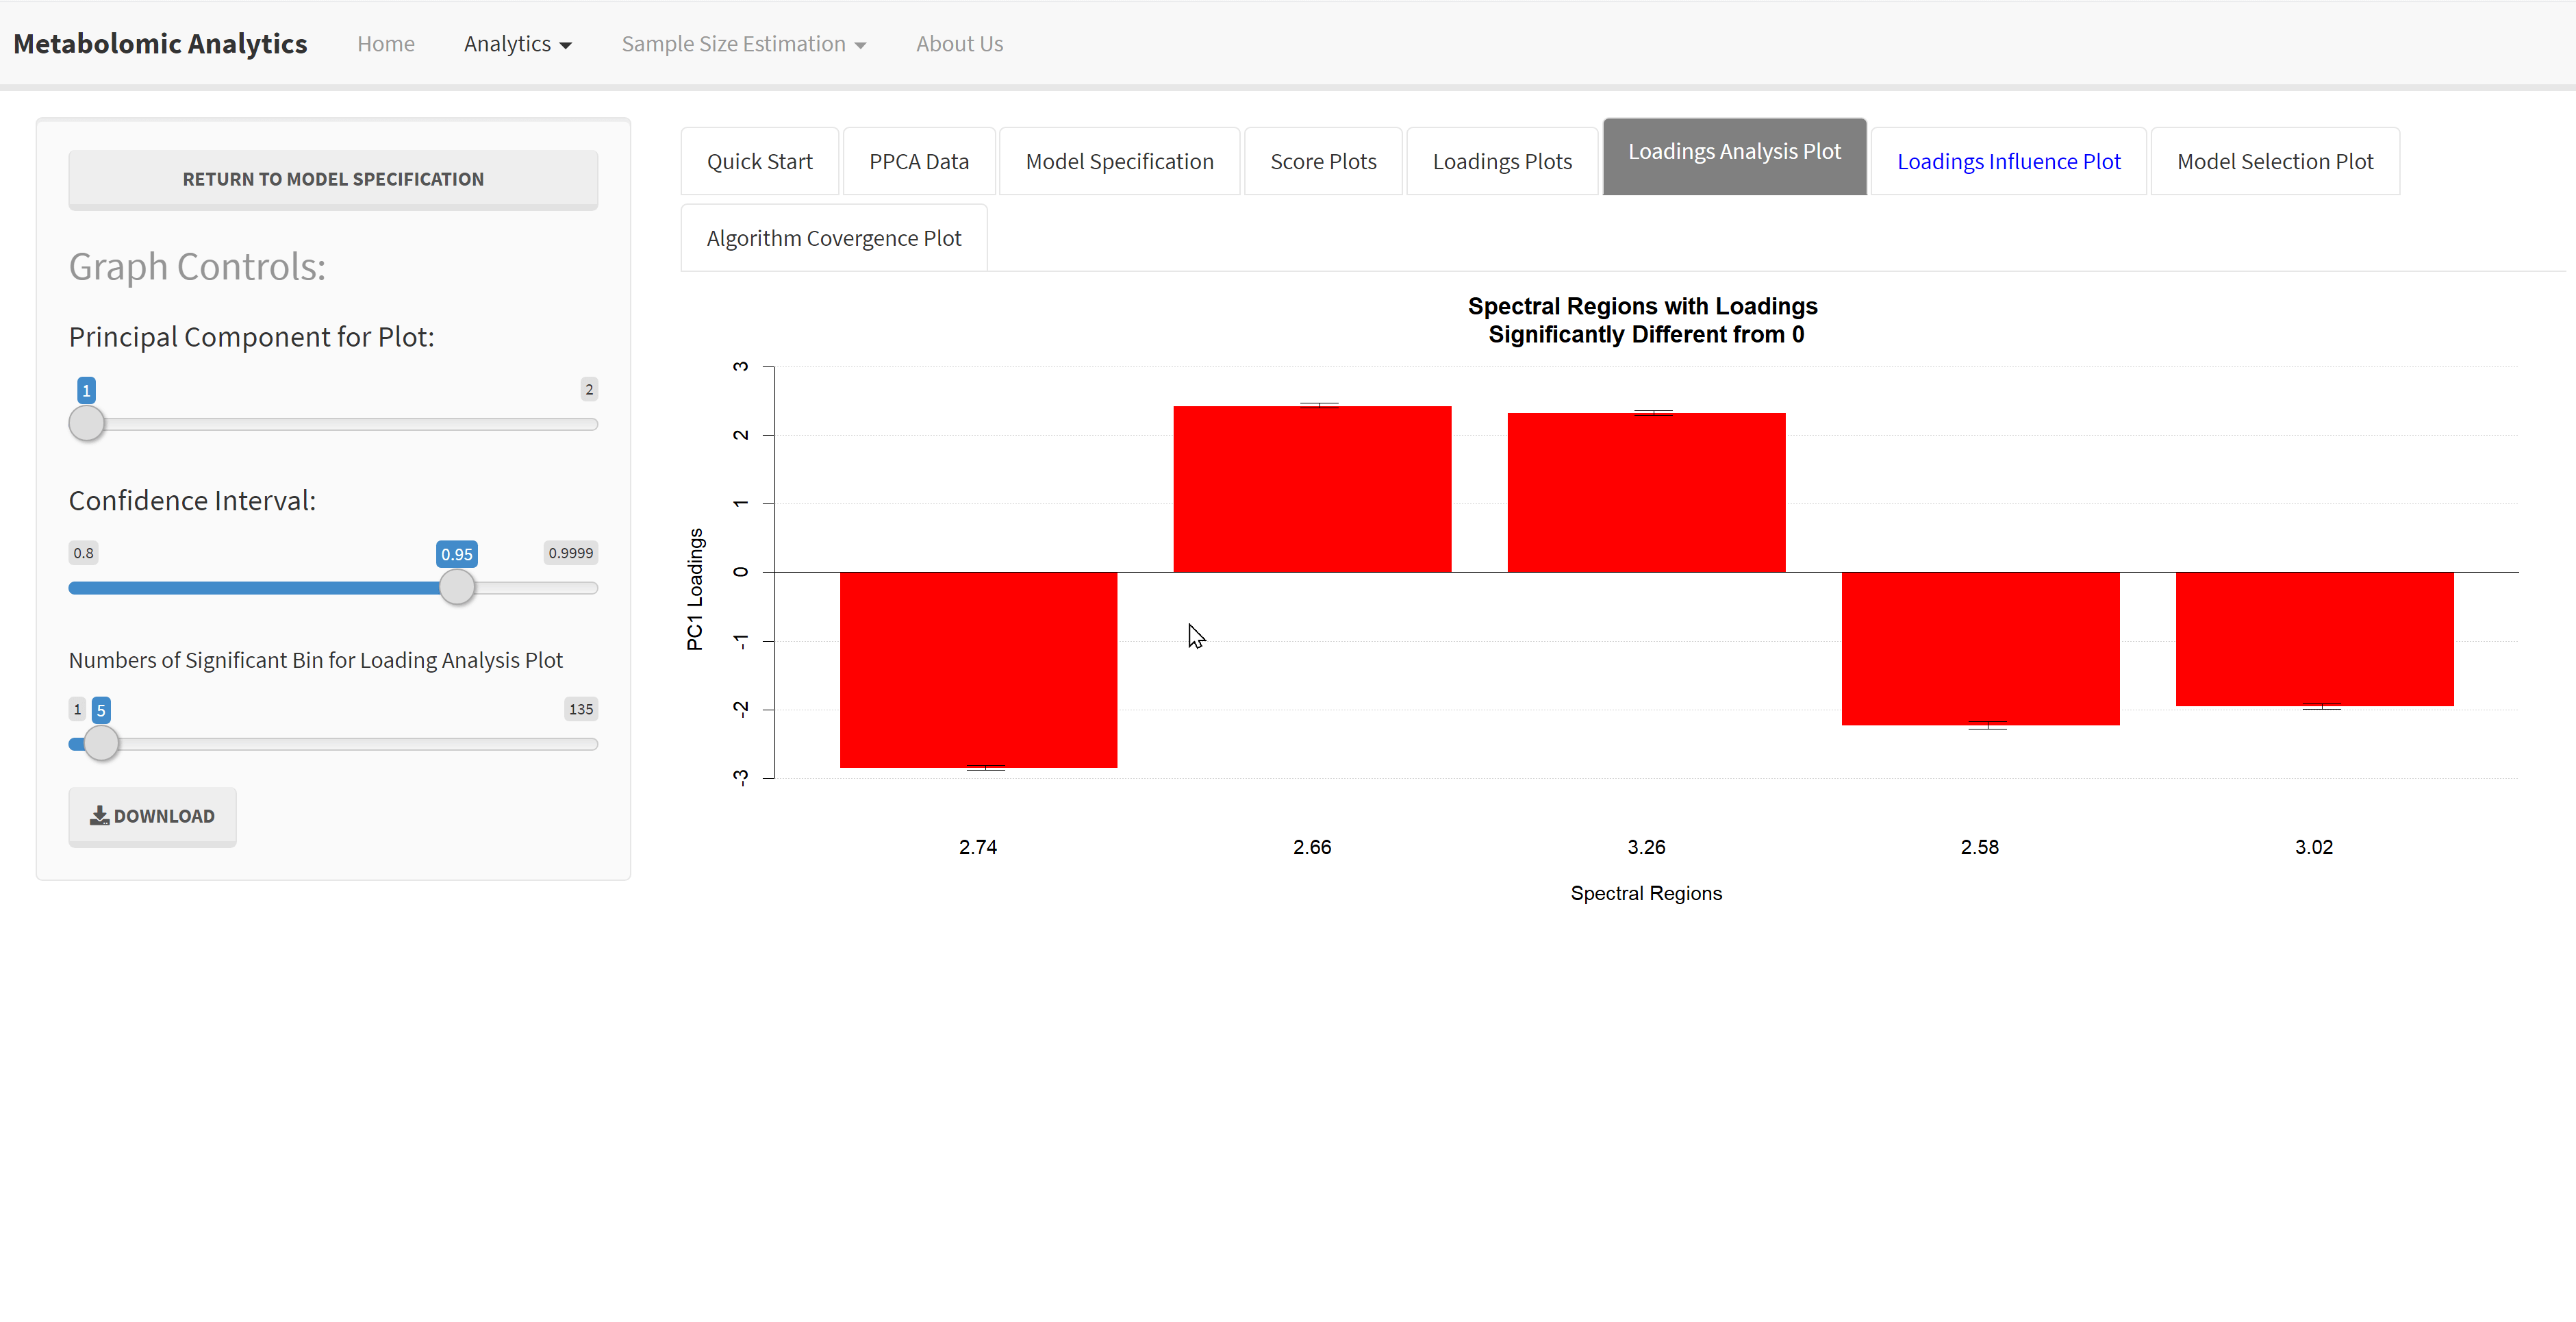 Metabolomic Analytics Home Analytics Sample Size Estimation About Us
RETURN TO MODEL SPECIFICATION
Graph Controls:
Principal Component for Plot:
1 2
Confidence Interval:
0.8 0.95 0.9999
Numbers of Significant Bin for Loading Analysis Plot
1 5 135
DOWNLOAD
Quick Start PPCA Data Model Specification Score Plots Loadings Plots Loadings Analysis Plot Loadings Influence Plot Model Selection Plot
Algorithm Covergence Plot
Spectral Regions with Loadings
Significantly Different from 0
PC1 Loadings
3
2
1
0
-1
-2
-3
2.74 2.66 3.26 2.58 3.02
Spectral Regions